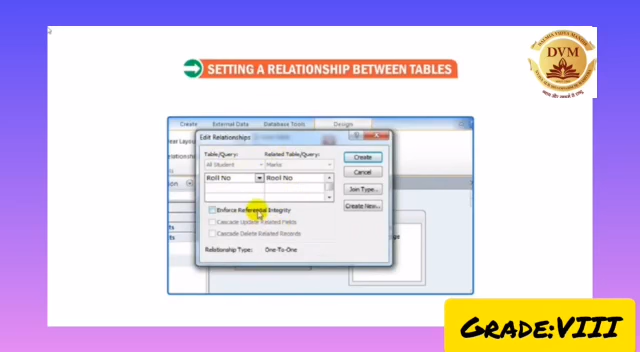 SETTING A RELATIONSHIP BETWEEN TABLES
DVM
Create External Data Database Tools Design
Edit Relationships
Table/Query: Related Table/Query:
All Student Marks
Roll No Rool No
Create
Cancel
Join Type...
Create New...
Enforce Referential Integrity
Cascade Update Related Fields
Cascade Delete Related Records
Relationship Type: One-To-One
GRADE:VIII